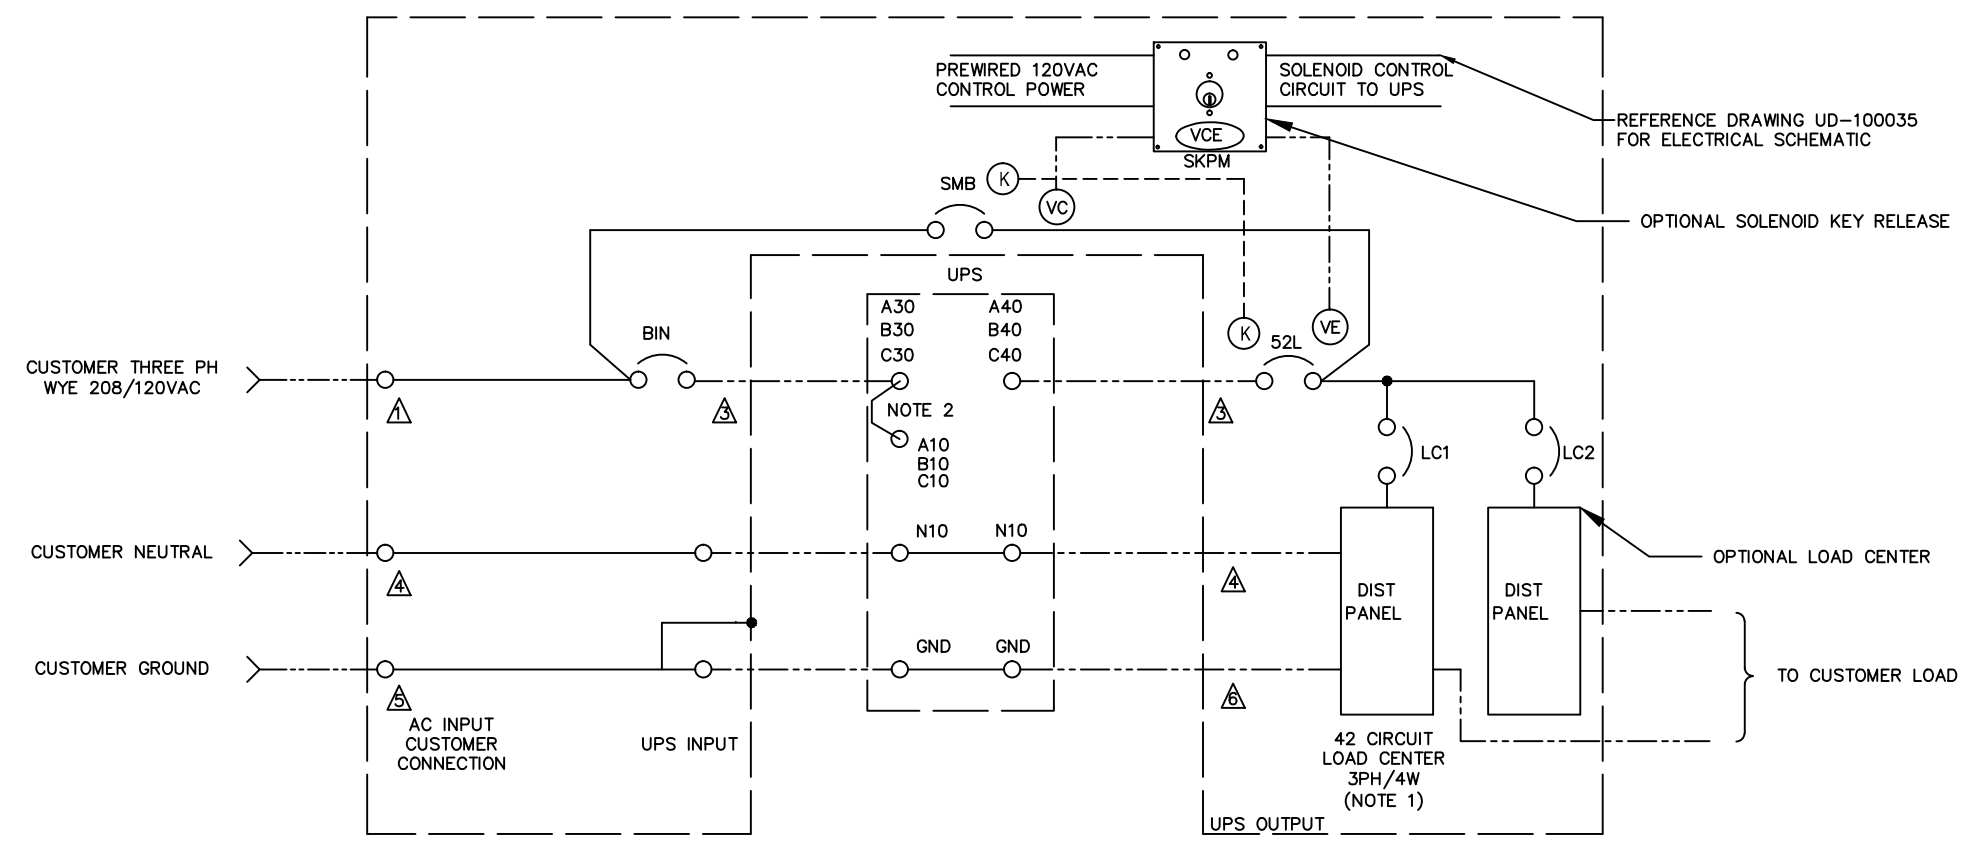 PREWIRED 120VAC
CONTROL POWER
SOLENOID CONTROL
CIRCUIT TO UPS
VCE
SKPM
REFERENCE DRAWING UD-100035
FOR ELECTRICAL SCHEMATIC
SMB
K
VC
OPTIONAL SOLENOID KEY RELEASE
UPS
A30
B30
C30
A40
B40
C40
K
VE
BIN
52L
CUSTOMER THREE PH
WYE 208/120VAC
1
3
NOTE 2
3
A10
B10
C10
LC1
LC2
CUSTOMER NEUTRAL
4
N10
N10
4
OPTIONAL LOAD CENTER
DIST
PANEL
DIST
PANEL
CUSTOMER GROUND
5
GND
GND
6
TO CUSTOMER LOAD
AC INPUT
CUSTOMER
CONNECTION
UPS INPUT
42 CIRCUIT
LOAD CENTER
3PH/4W
(NOTE 1)
UPS OUTPUT